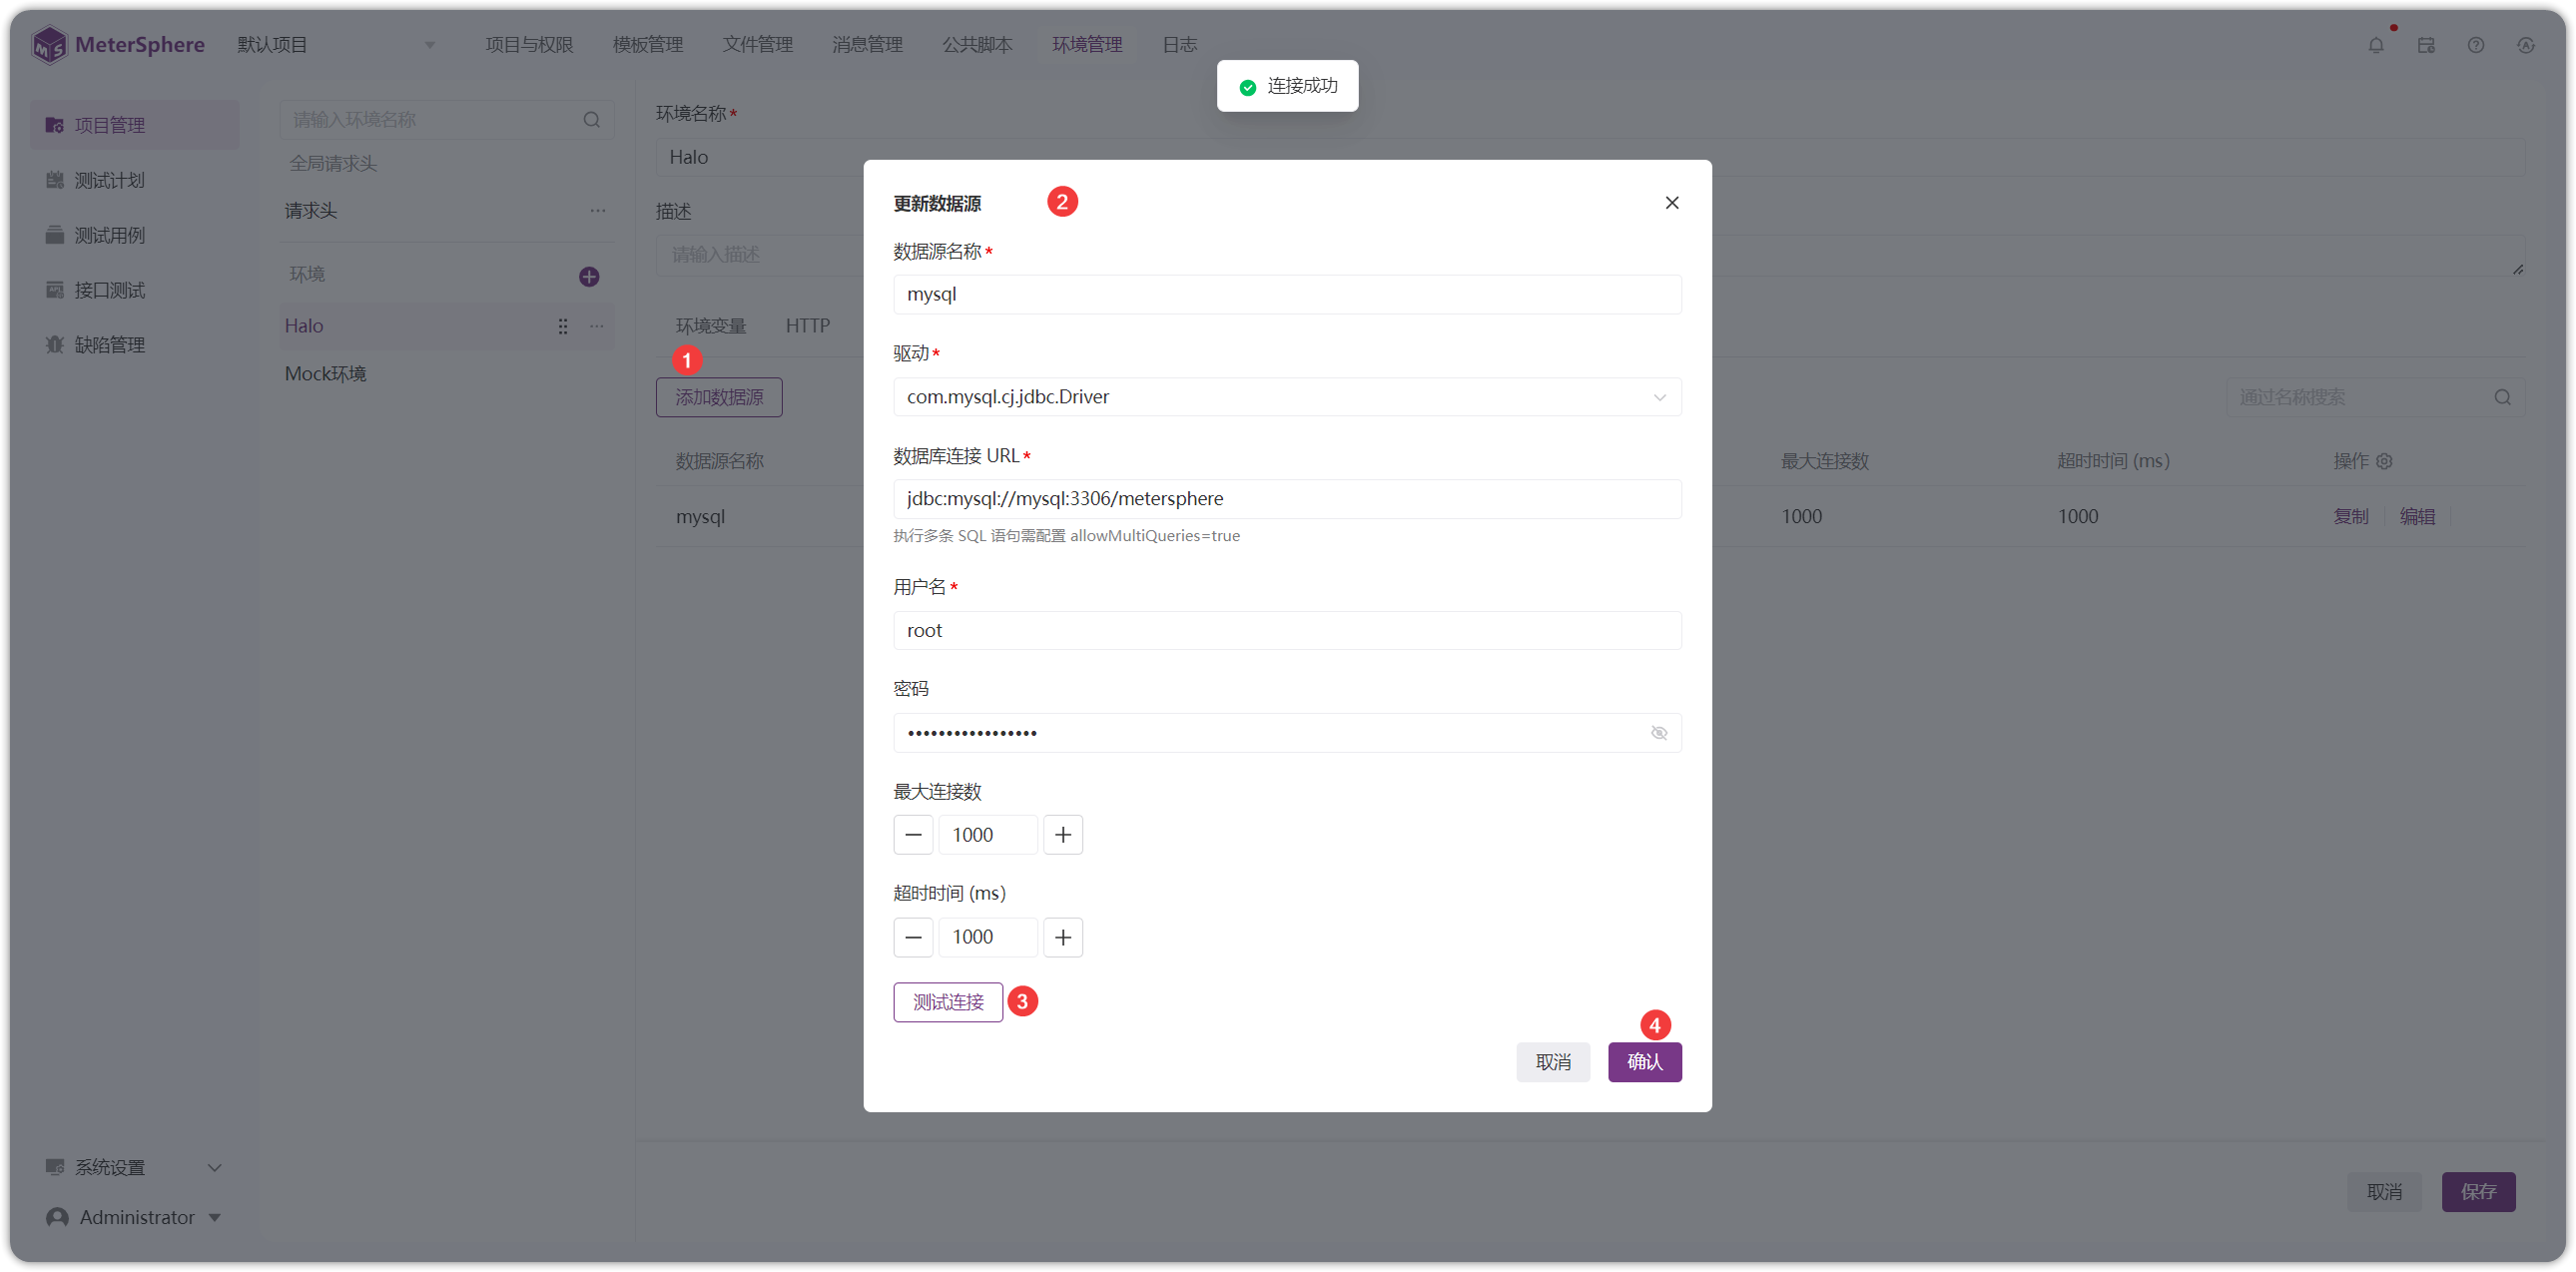 MeterSphere 默认项目 项目与权限 模板管理 文件管理 消息管理 公共脚本 环境管理 日志
连接成功
项目管理
测试计划
测试用例
接口测试
缺陷管理
系统设置
Administrator
请输入环境名称
全局请求头
请求头
环境
Halo
Mock环境
环境名称*
Halo
描述
请输入描述
环境变量 HTTP
1
添加数据源
通过名称搜索
数据源名称 最大连接数 超时时间 (ms) 操作
mysql 1000 1000 复制 编辑
更新数据源 2
数据源名称*
mysql
驱动*
com.mysql.cj.jdbc.Driver
数据库连接 URL*
jdbc:mysql://mysql:3306/metersphere
执行多条 SQL 语句需配置 allowMultiQueries=true
用户名*
root
密码
•••••••••••••••••
最大连接数
1000
超时时间 (ms)
1000
测试连接 3
4
取消 确认
取消 保存